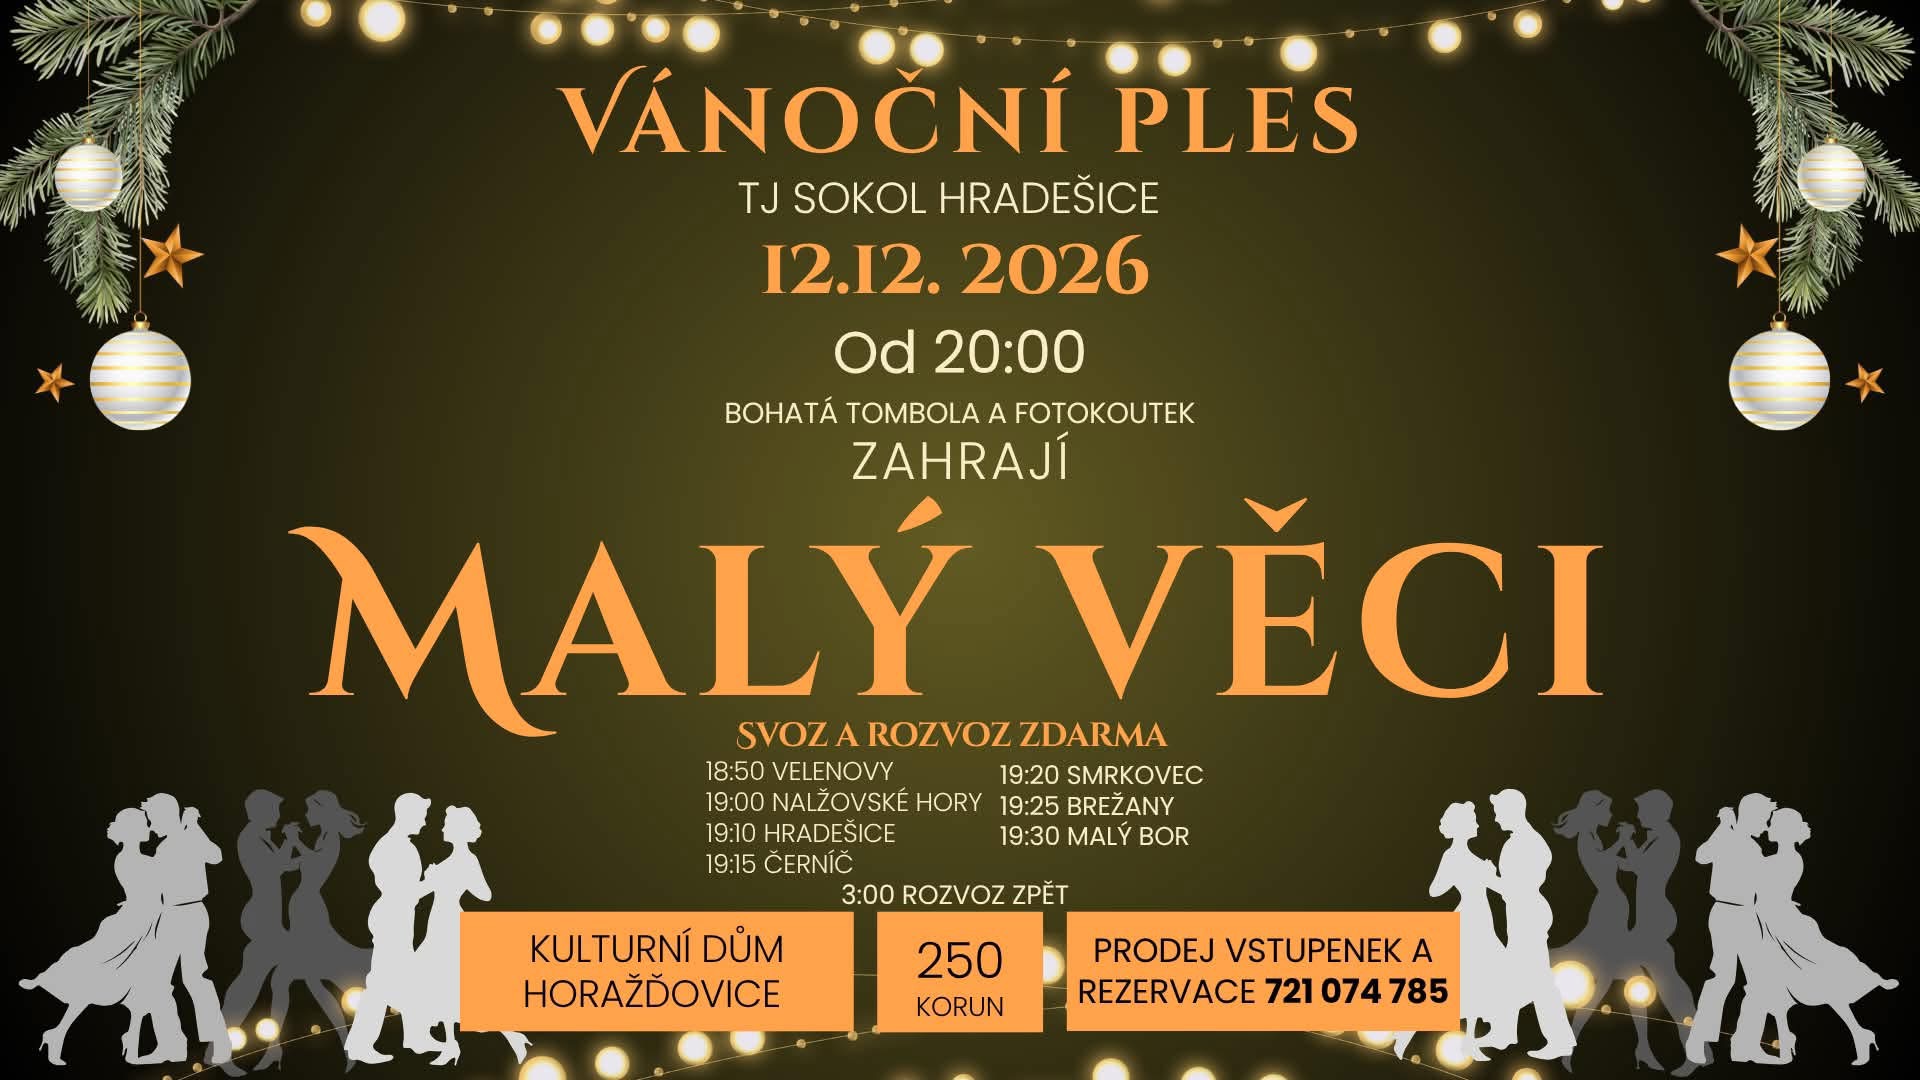 VÁNOČNÍ PLES
TJ SOKOL HRADEŠICE
12.12. 2026
Od 20:00
BOHATÁ TOMBOLA A FOTOKOUTEK
ZAHRAJÍ
MALÝ VĚCI
SVOZ A ROZVOZ ZDARMA
18:50 VELENOVY
19:00 NALŽOVSKÉ HORY
19:10 HRADEŠICE
19:15 ČERNÍČ
19:20 SMRKOVEC
19:25 BREŽANY
19:30 MALÝ BOR
3:00 ROZVOZ ZPĚT
KULTURNÍ DŮM
HORAŽĎOVICE
250
KORUN
PRODEJ VSTUPENEK A
REZERVACE 721 074 785